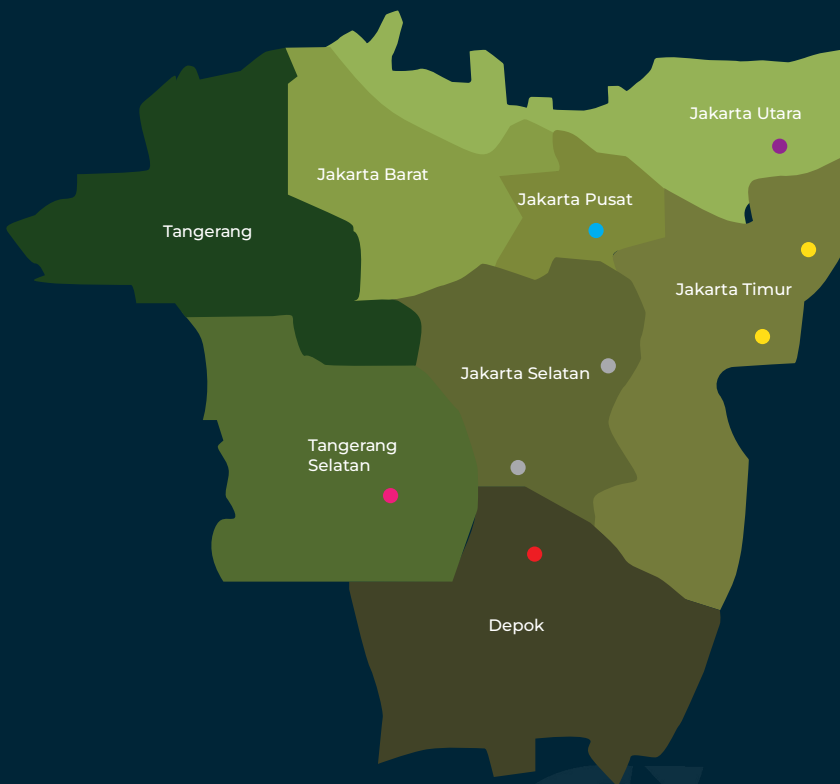 Jakarta Utara
Jakarta Barat
Jakarta Pusat
Tangerang
Jakarta Timur
Jakarta Selatan
Tangerang
Selatan
Depok